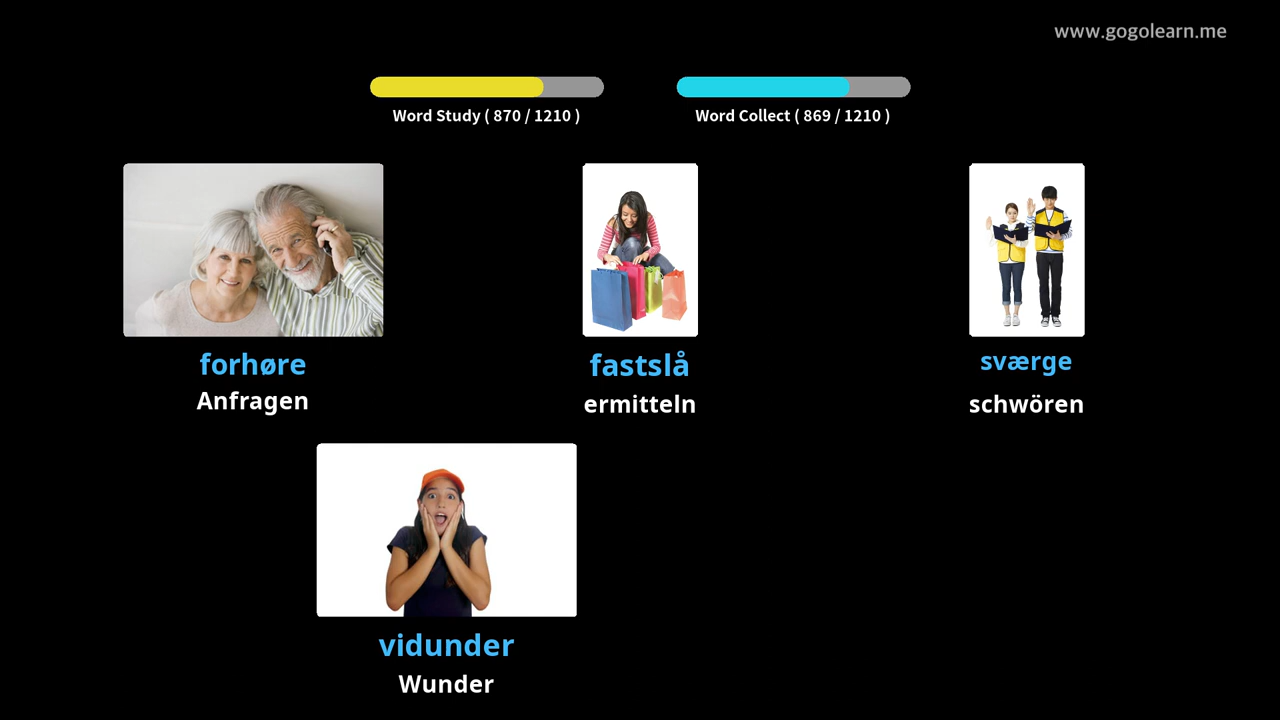 www.gogolearn.me
Word Study ( 870 / 1210 )
Word Collect ( 869 / 1210 )
forhøre
Anfragen
fastslå
ermitteln
sværge
schwören
vidunder
Wunder